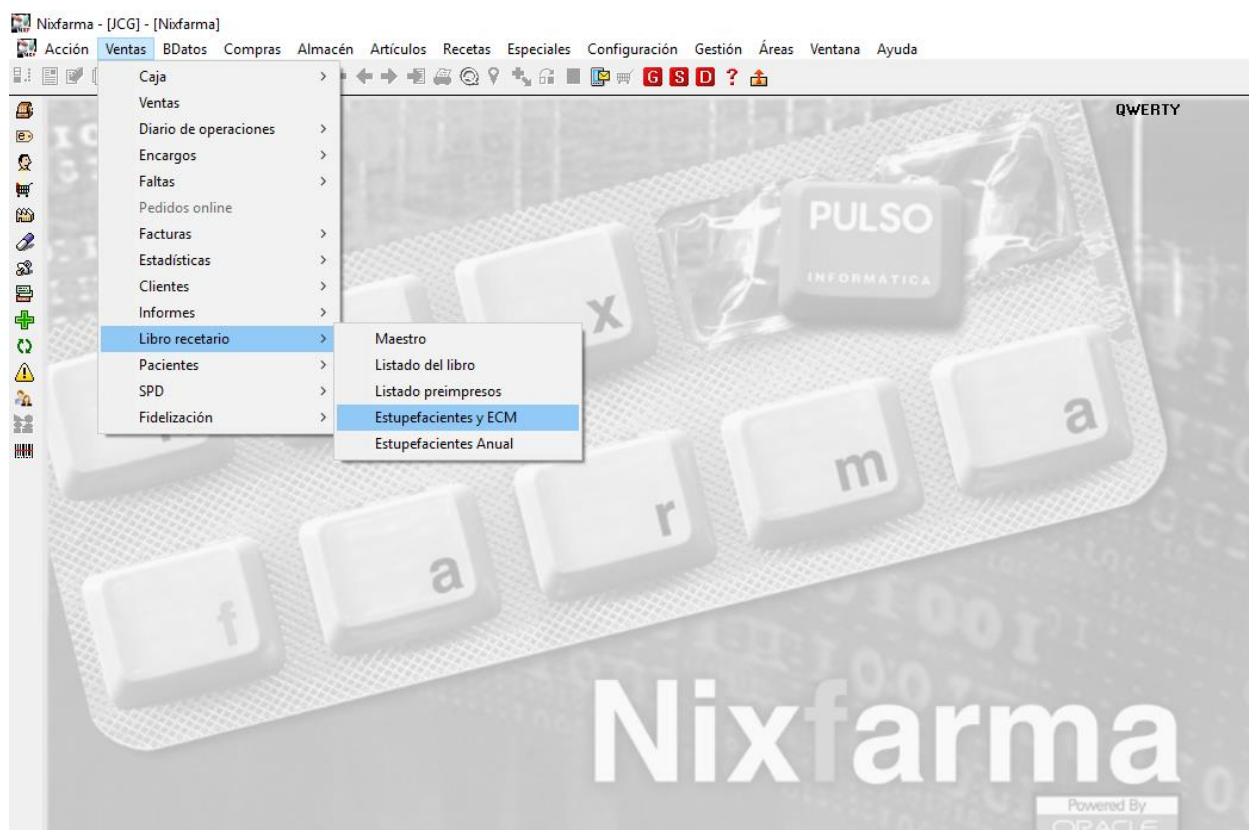 Nixfarma - [JCG] - [Nixfarma]
Acción Ventas BDatos Compras Almacén Artículos Recetas Especiales Configuración Gestión Áreas Ventana Ayuda
G S D ?
QWERTY
Caja
Ventas
Diario de operaciones
Encargos
Faltas
Pedidos online
Facturas
Estadísticas
Clientes
Informes
Libro recetario
Pacientes
SPD
Fidelización
Maestro
Listado del libro
Listado preimpresos
Estupefacientes y ECM
Estupefacientes Anual
PULSO
INFORMATICA
x
f
a
r
m
a
Nixfarma
Powered By
ORACLE